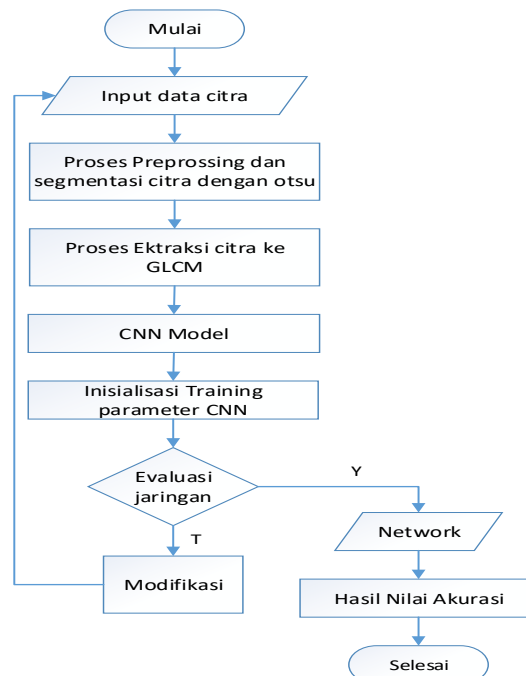 Mulai
Input data citra
Proses Preprossing dan
segmentasi citra dengan otsu
Proses Ektraksi citra ke
GLCM
CNN Model
Inisialisasi Training
parameter CNN
Evaluasi
jaringan
Y
T
Network
Modifikasi
Hasil Nilai Akurasi
Selesai